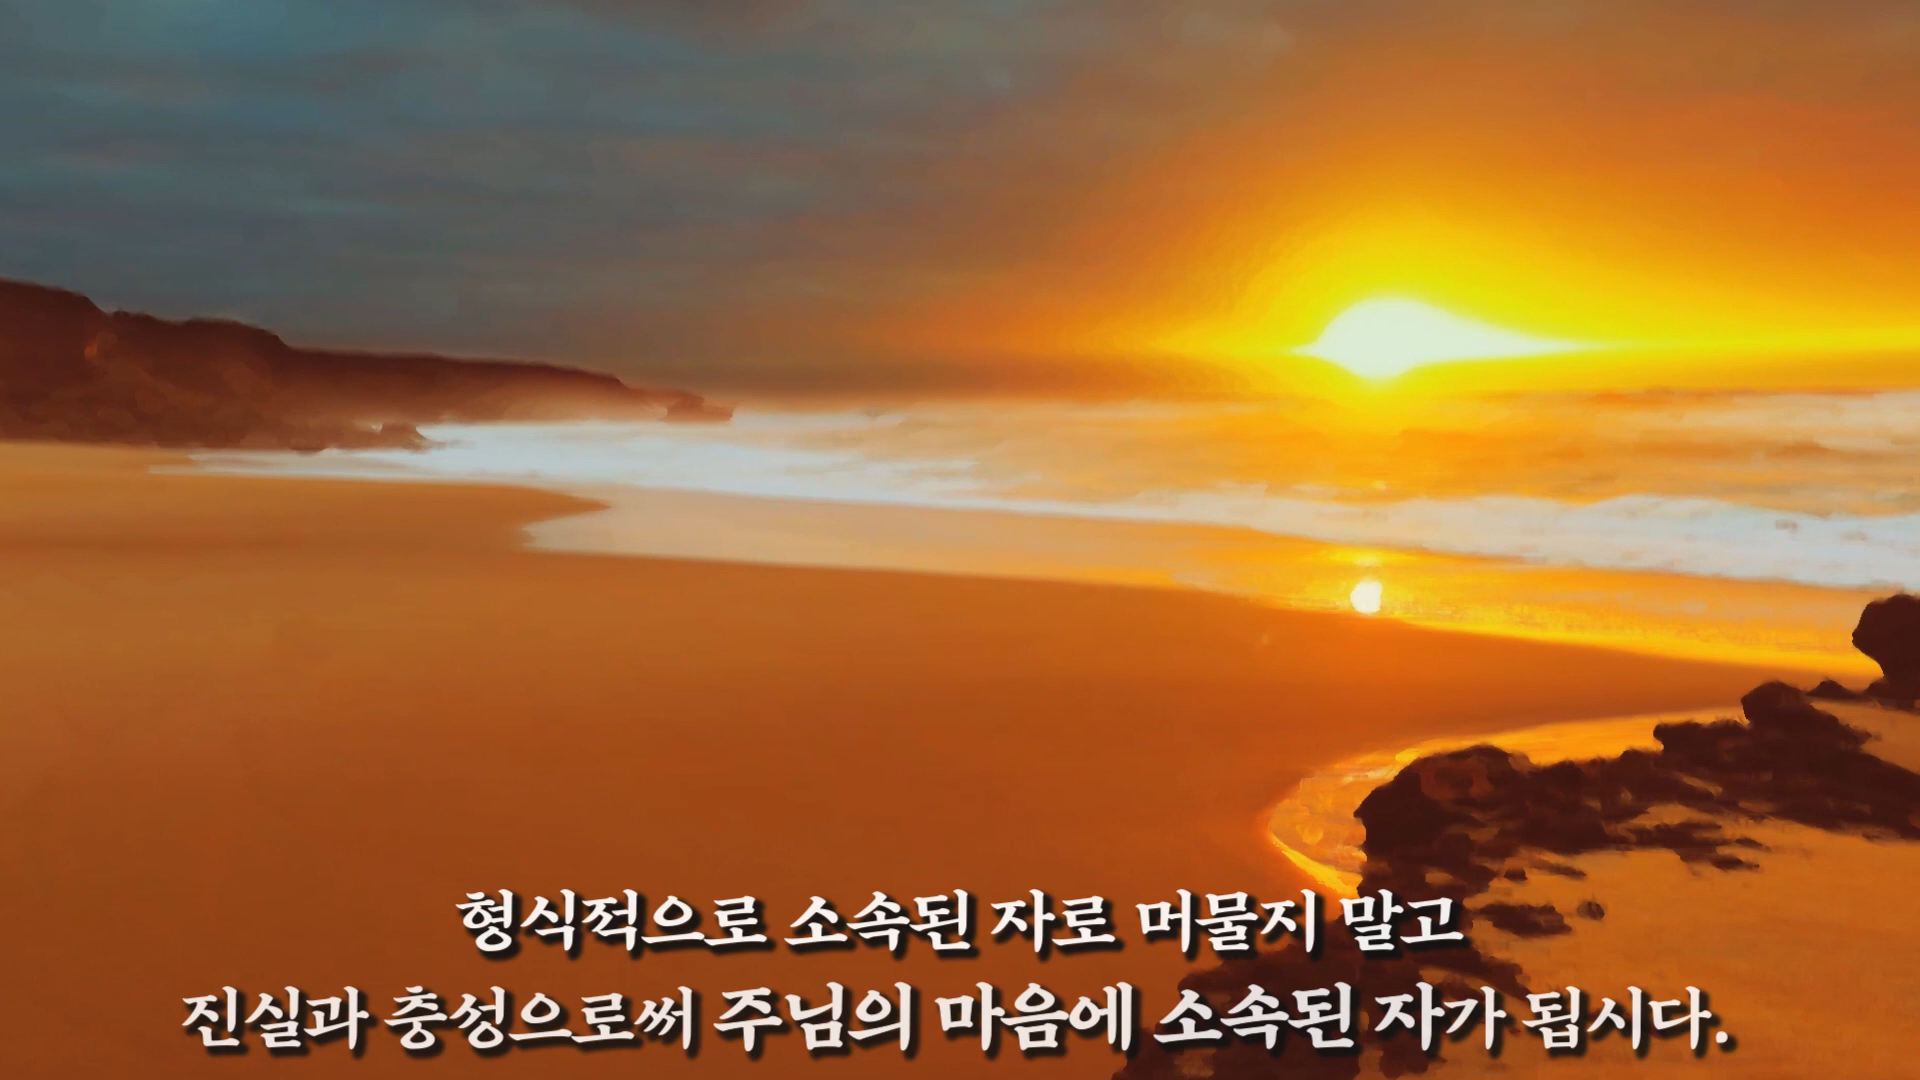 형식적으로 소속된 자로 머물지 말고
진실과 충성으로써 주님의 마음에 소속된 자가 됩시다.